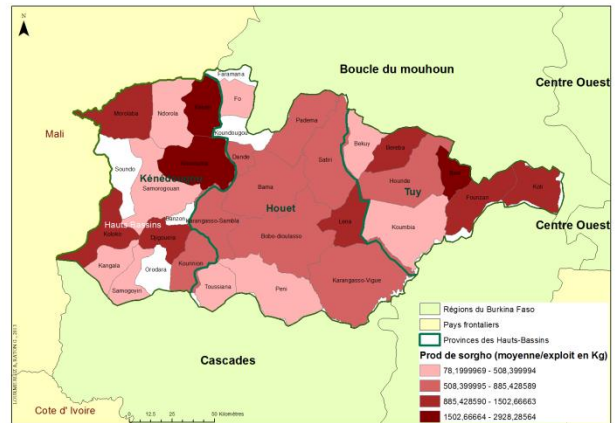 N
Boucle du mouhoun
Centre Ouest
Mali
Faramana
Fo
Ndorola
Koundougou
Padema
Bekuy
Soundo
Dande
Satiri
Kénédougou
Samorogouan
Bama
Hounde
Tuy
Houet
Founzan
Koti
Centre Ouest
Hauts-Bassins
Karangasso-Sambla
Lena
Koumbia
Koloko
Djigouera
Bobo-dioulasso
Kangala
Orodara
Kourinion
Samogoyiri
Toussiana
Peni
Karangasso-Vigue
Cascades
Cote d' Ivoire
0 12,5 25 50 Kilomètres
Régions du Burkina Faso
Pays frontaliers
Provinces des Hauts-Bassins
Prod de sorgho (moyenne/exploit en Kg)
78,1999969 - 508,399994
508,399995 - 885,428589
885,428590 - 1502,66663
1502,66664 - 2928,28564